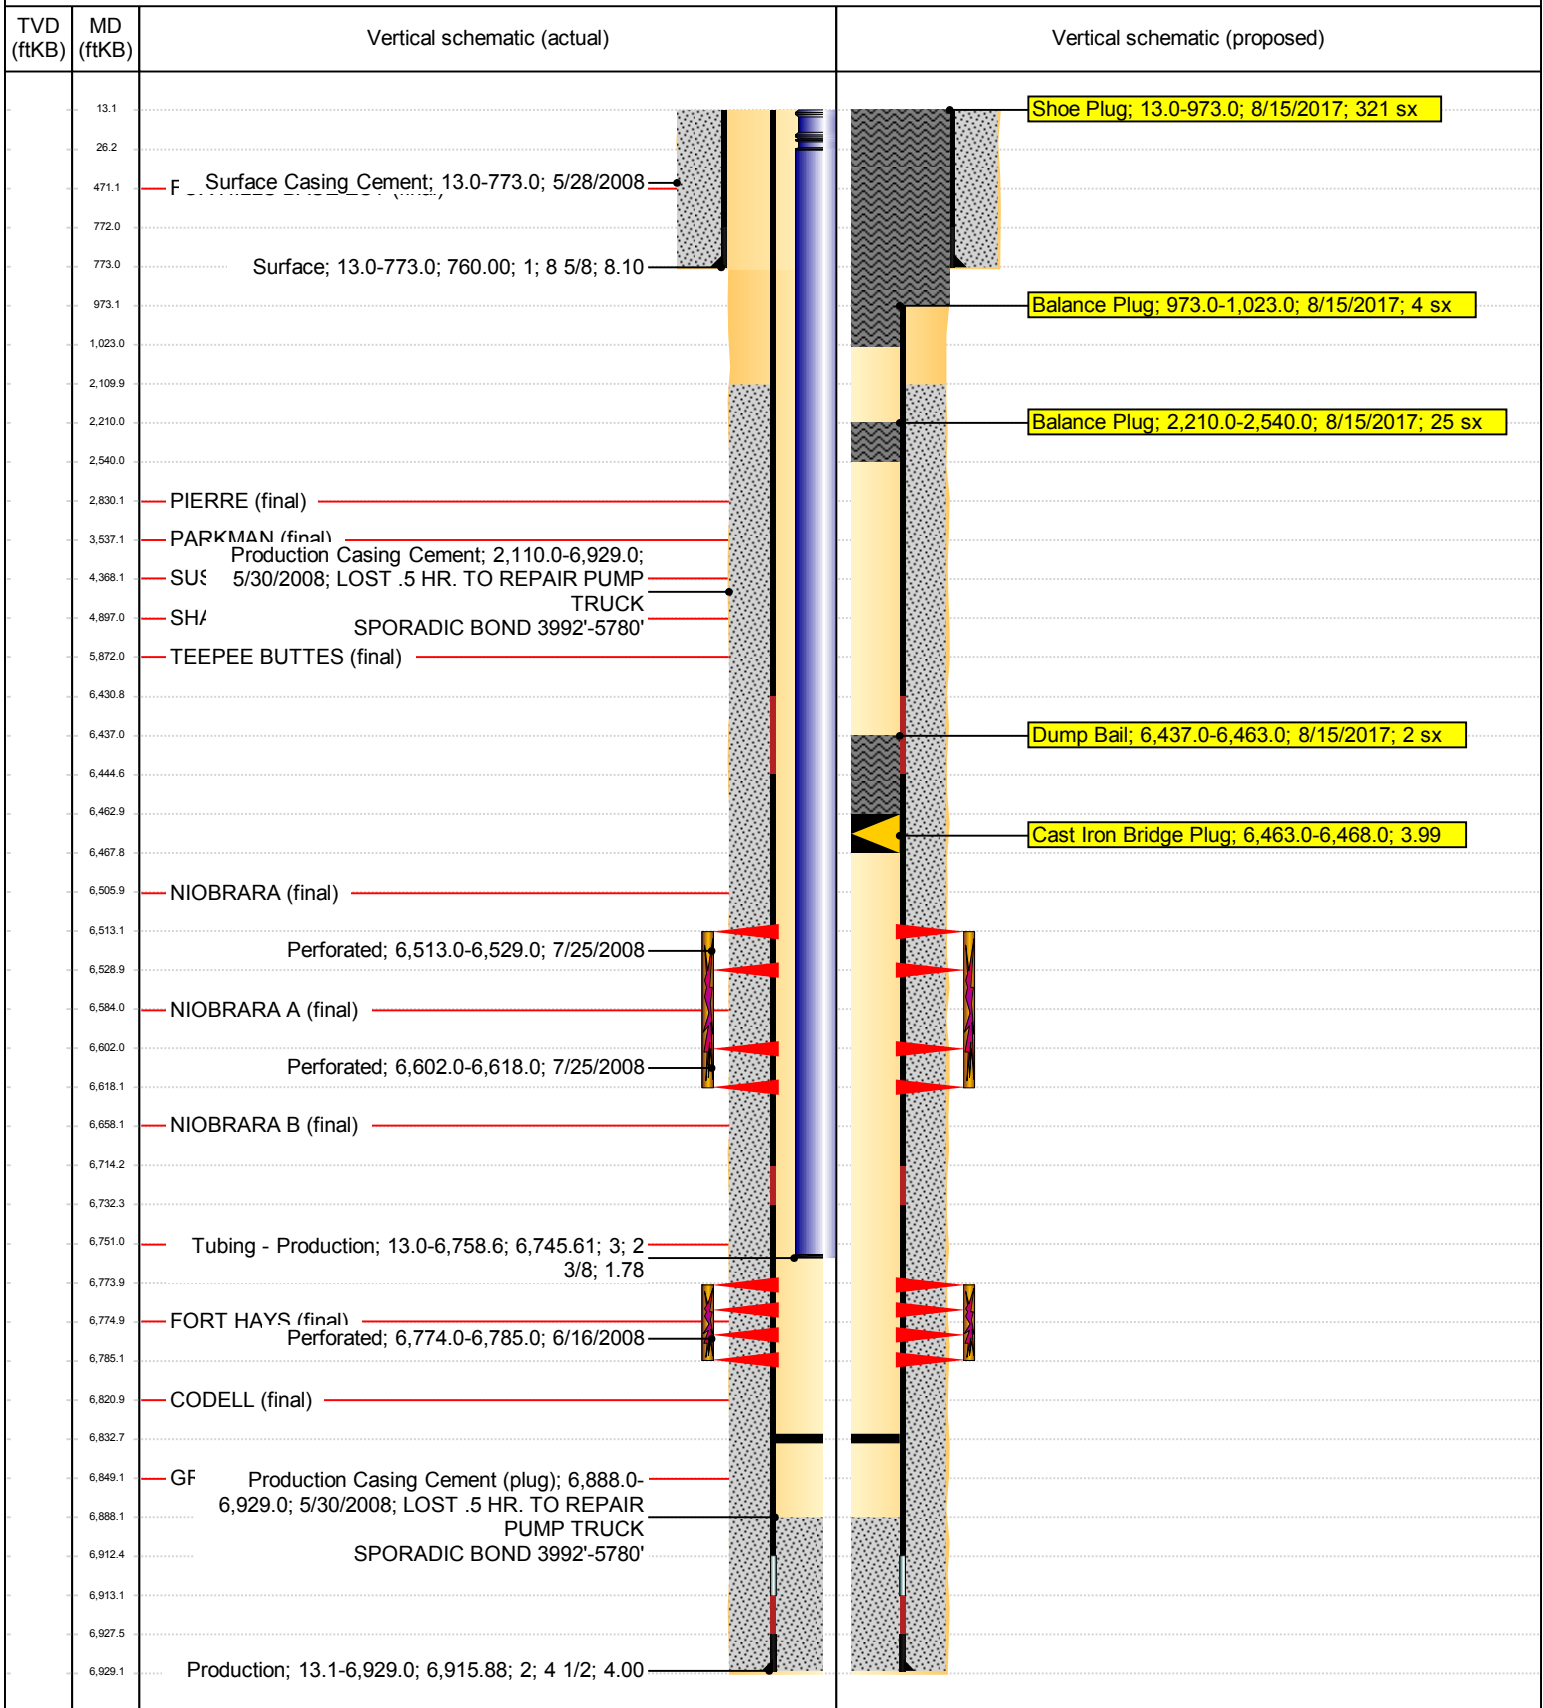 TVD (ftKB)
MD (ftKB)
Vertical schematic (actual)
Vertical schematic (proposed)
13.1
Shoe Plug; 13.0-973.0; 8/15/2017; 321 sx
26.2
Surface Casing Cement; 13.0-773.0; 5/28/2008
471.1
(final)
772.0
773.0
Surface; 13.0-773.0; 760.00; 1; 8 5/8; 8.10
973.1
Balance Plug; 973.0-1,023.0; 8/15/2017; 4 sx
1,023.0
2,109.9
2,210.0
Balance Plug; 2,210.0-2,540.0; 8/15/2017; 25 sx
2,540.0
2,830.1
PIERRE (final)
3,537.1
PARKMAN (final)
Production Casing Cement; 2,110.0-6,929.0;
4,368.1
SUS
5/30/2008; LOST .5 HR. TO REPAIR PUMP
TRUCK
4,897.0
SHA
SPORADIC BOND 3992'-5780'
5,872.0
TEEPEE BUTTES (final)
6,430.8
6,437.0
Dump Bail; 6,437.0-6,463.0; 8/15/2017; 2 sx
6,444.6
6,462.9
Cast Iron Bridge Plug; 6,463.0-6,468.0; 3.99
6,467.8
6,505.9
NIOBRARA (final)
6,513.1
Perforated; 6,513.0-6,529.0; 7/25/2008
6,528.9
6,584.0
NIOBRARA A (final)
6,602.0
Perforated; 6,602.0-6,618.0; 7/25/2008
6,618.1
6,658.1
NIOBRARA B (final)
6,714.2
6,732.3
6,751.0
Tubing - Production; 13.0-6,758.6; 6,745.61; 3; 2
3/8; 1.78
6,773.9
6,774.9
FORT HAYS (final)
Perforated; 6,774.0-6,785.0; 6/16/2008
6,785.1
6,820.9
CODELL (final)
6,832.7
6,849.1
Production Casing Cement (plug); 6,888.0-
6,929.0; 5/30/2008; LOST .5 HR. TO REPAIR
6,888.1
PUMP TRUCK
6,912.4
SPORADIC BOND 3992'-5780'
6,913.1
6,927.5
6,929.1
Production; 13.1-6,929.0; 6,915.88; 2; 4 1/2; 4.00